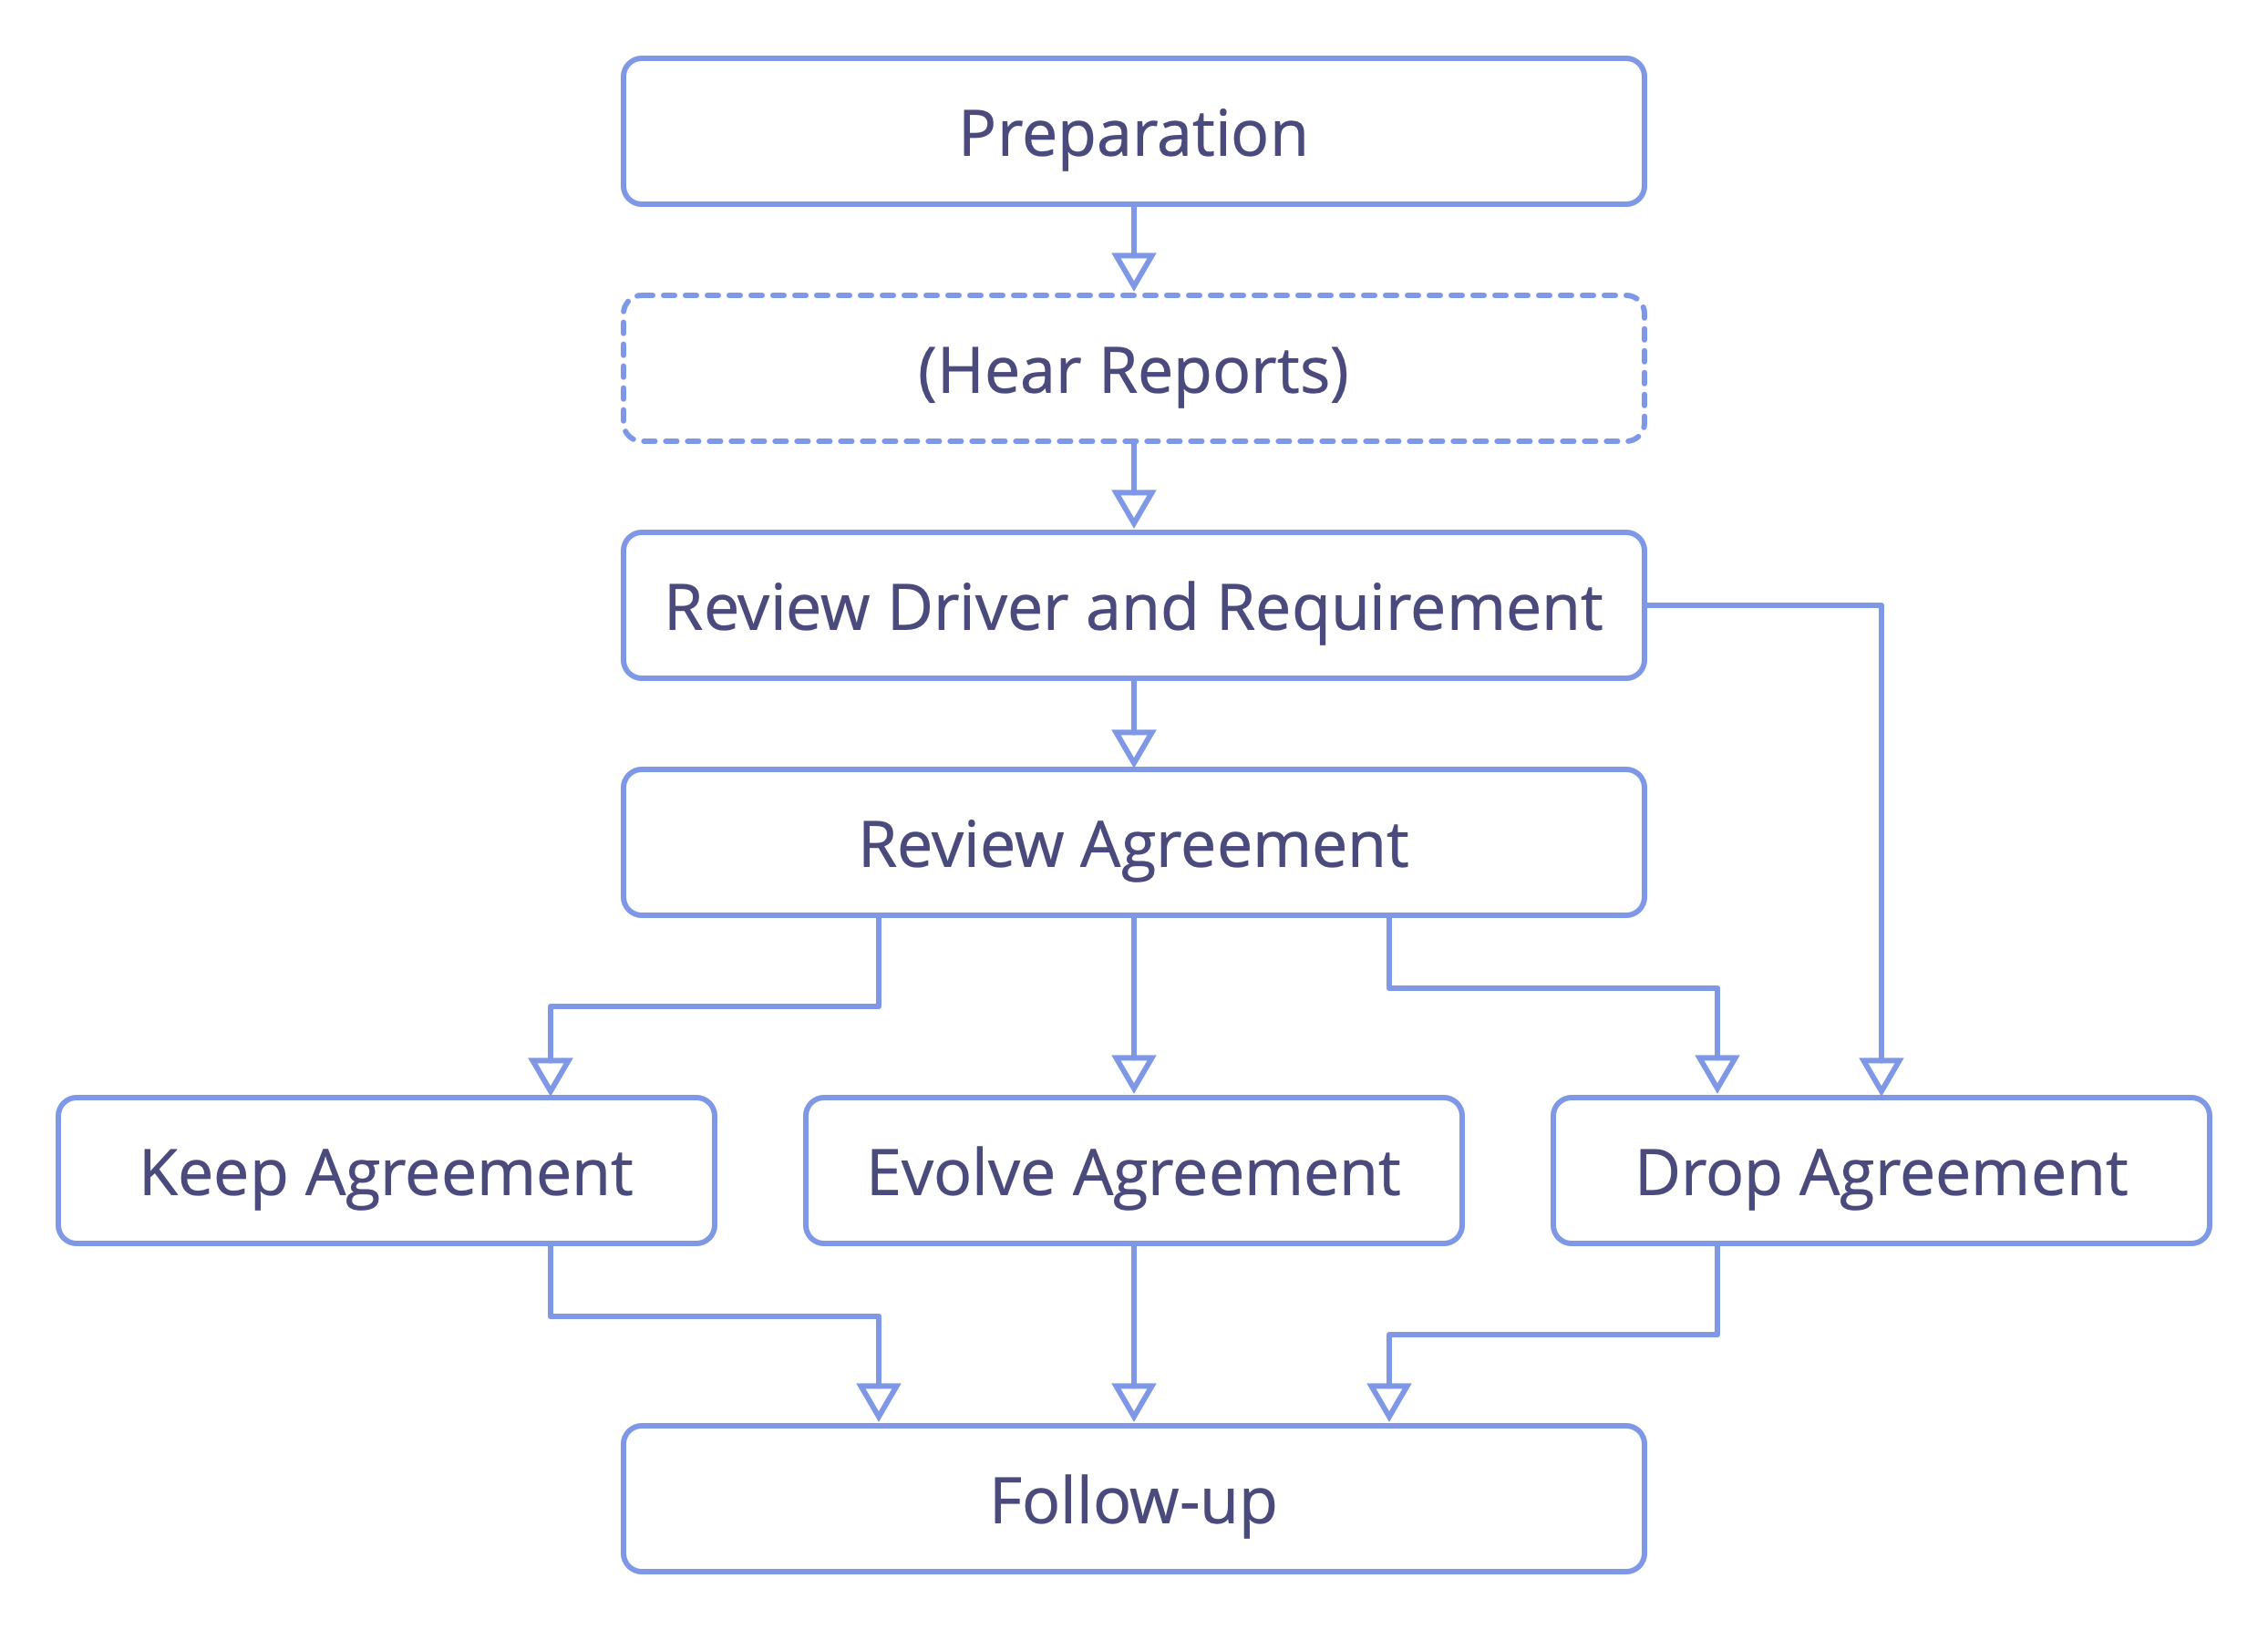 Preparation
(Hear Reports)
Review Driver and Requirement
Review Agreement
Keep Agreement
Evolve Agreement
Drop Agreement
Follow-up